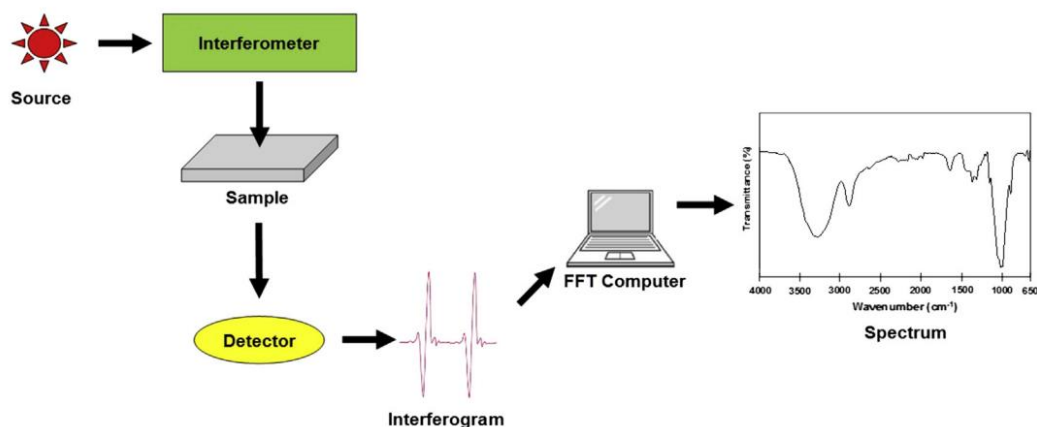 Source
Interferometer
Sample
Detector
Interferogram
FFT Computer
Transmittance (%)
4000 3500 3000 2500 2000 1500 1000 650
Wavenumber (cm⁻¹)
Spectrum